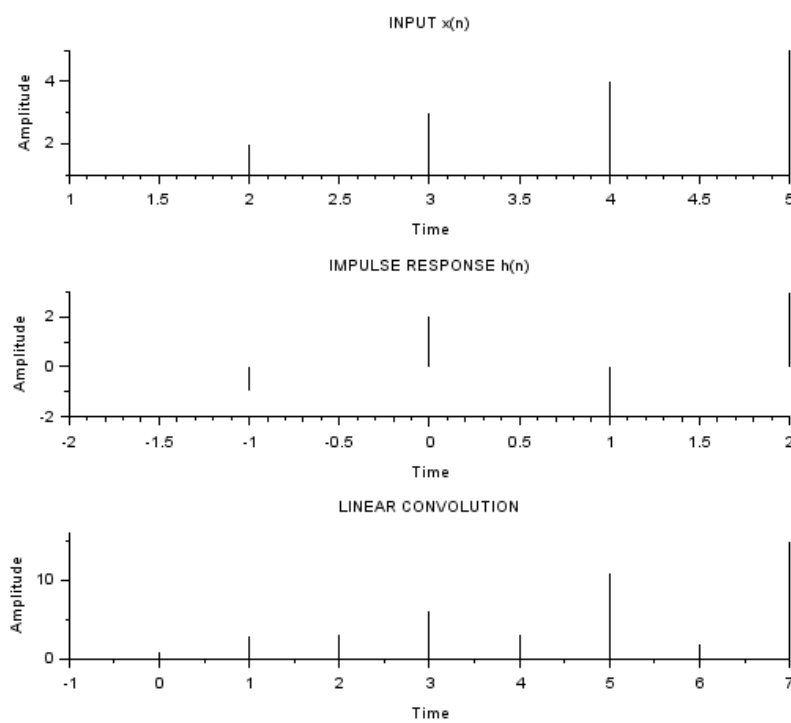 INPUT x(n)
Amplitude
4
2
1 1.5 2 2.5 3 3.5 4 4.5 5
Time
IMPULSE RESPONSE h(n)
Amplitude
2
0
-2
-2 -1.5 -1 -0.5 0 0.5 1 1.5 2
Time
LINEAR CONVOLUTION
Amplitude
10
0
-1 0 1 2 3 4 5 6 7
Time